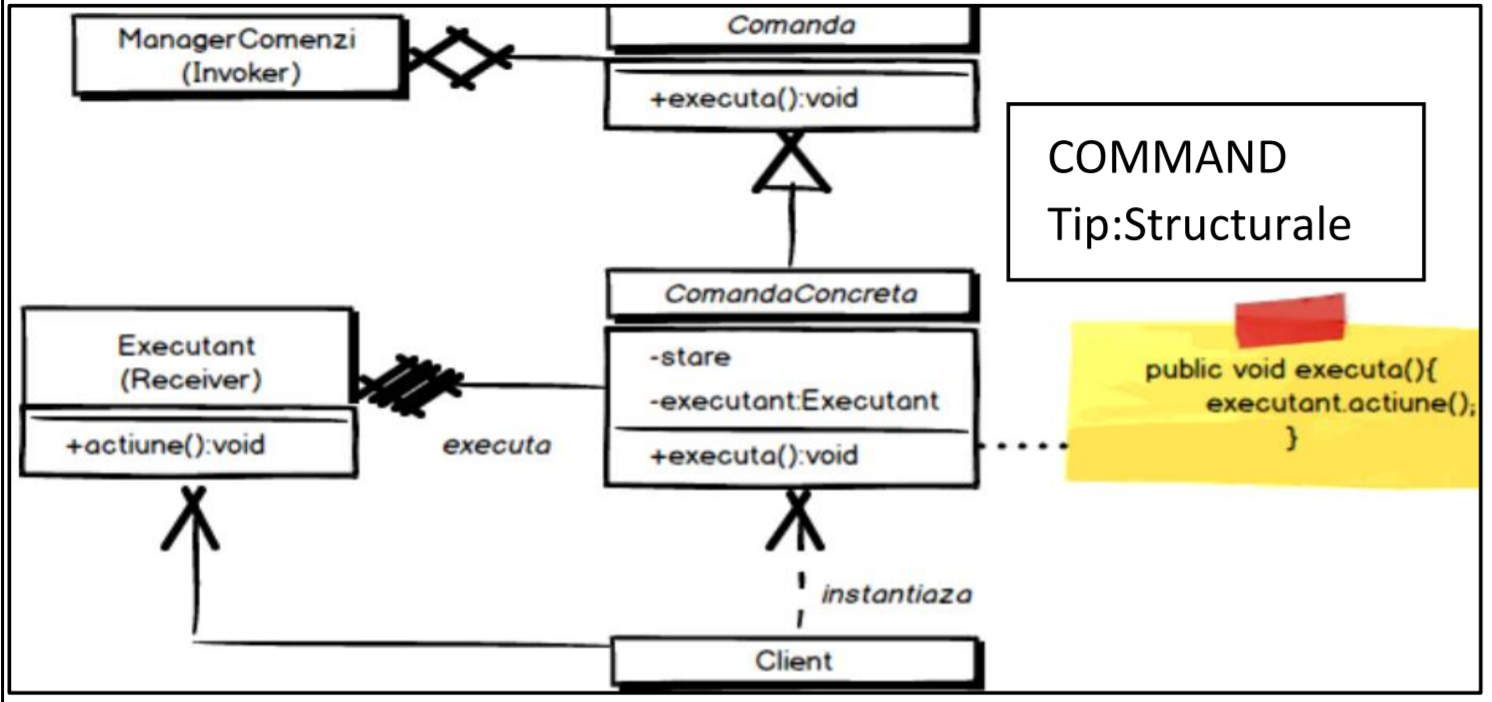 ManagerComenzi
(Invoker)
Comanda
+executa():void
COMMAND
Tip:Structurale
ComandaConcreta
-stare
-executant:Executant
+executa():void
Executant
(Receiver)
+actiune():void
executa
public void executa(){
executant.actiune();
}
instantiaza
Client